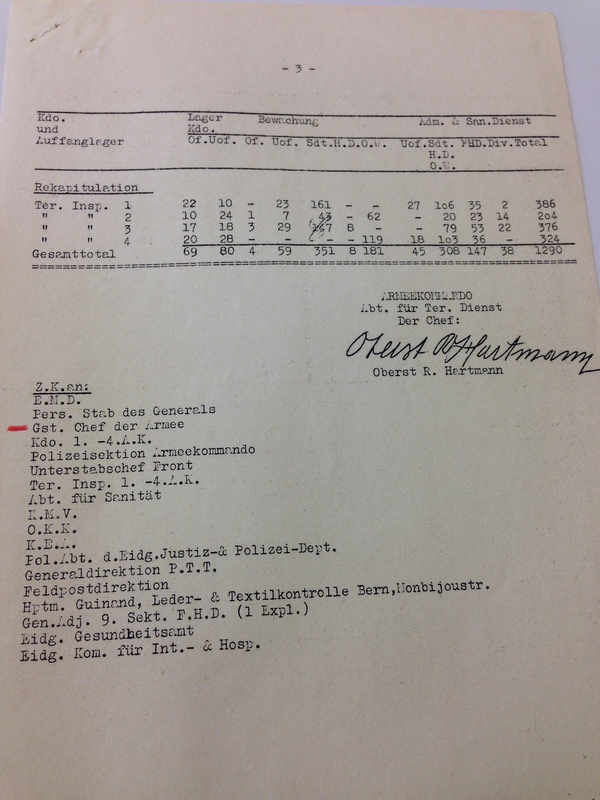 - 3 -
Kdo. Lager Bewachung Adm. & San.Dienst
und Kdo.
Auffanglager Of.Uof. Of. Uof. Sdt.H.D.O.W. Uof.Sdt. FHD.Div.Total
H.D.
O.W.
Rekapitulation
Ter. Insp. 1 22 10 - 23 161 - - 27 1o6 35 2 386
" " 2 10 24 1 7 43 - 62 - 20 23 14 2o4
" " 3 17 18 3 29 147 8 - - 79 53 22 376
" " 4 20 28 - - - - 119 18 1o3 36 - 324
Gesamttotal 69 80 4 59 351 8 181 45 308 147 38 1290
ARMEEKOMMANDO
Abt. für Ter. Dienst
Der Chef:
Oberst R Hartmann
Oberst R. Hartmann
Z.K.an:
E.M.D.
Pers. Stab des Generals
Gst. Chef der Armee
Kdo. 1. -4.A.K.
Polizeisektion Armeekommando
Unterstabschef Front
Ter. Insp. 1. -4.A.K.
Abt. für Sanität
K.M.V.
O.K.K.
K.E.A.
Pol.Abt. d.Eidg.Justiz-& Polizei-Dept.
Generaldirektion P.T.T.
Feldpostdirektion
Hptm. Guinand, Leder- & Textilkontrolle Bern,Monbijoustr.
Gen.Adj. 9. Sekt. F.H.D. (1 Expl.)
Eidg. Gesundheitsamt
Eidg. Kom. für Int.- & Hosp.